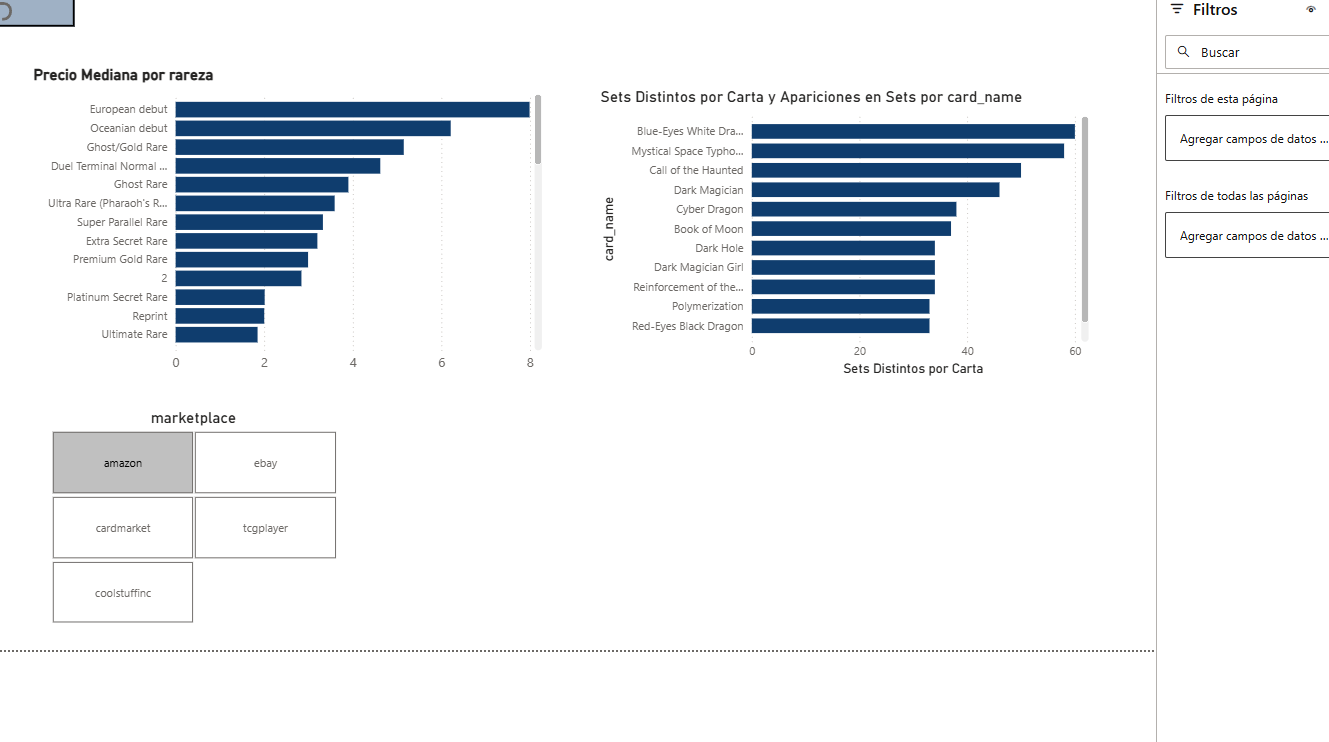 Filtros
Buscar
Filtros de esta página
Agregar campos de datos ...
Filtros de todas las páginas
Agregar campos de datos ...
Precio Mediana por rareza
European debut
Oceanian debut
Ghost/Gold Rare
Duel Terminal Normal ...
Ghost Rare
Ultra Rare (Pharaoh's R...
Super Parallel Rare
Extra Secret Rare
Premium Gold Rare
2
Platinum Secret Rare
Reprint
Ultimate Rare
0 2 4 6 8
Sets Distintos por Carta y Apariciones en Sets por card_name
card_name
Blue-Eyes White Dra...
Mystical Space Typho...
Call of the Haunted
Dark Magician
Cyber Dragon
Book of Moon
Dark Hole
Dark Magician Girl
Reinforcement of the...
Polymerization
Red-Eyes Black Dragon
0 20 40 60
Sets Distintos por Carta
marketplace
amazon
ebay
cardmarket
tcgplayer
coolstuffinc